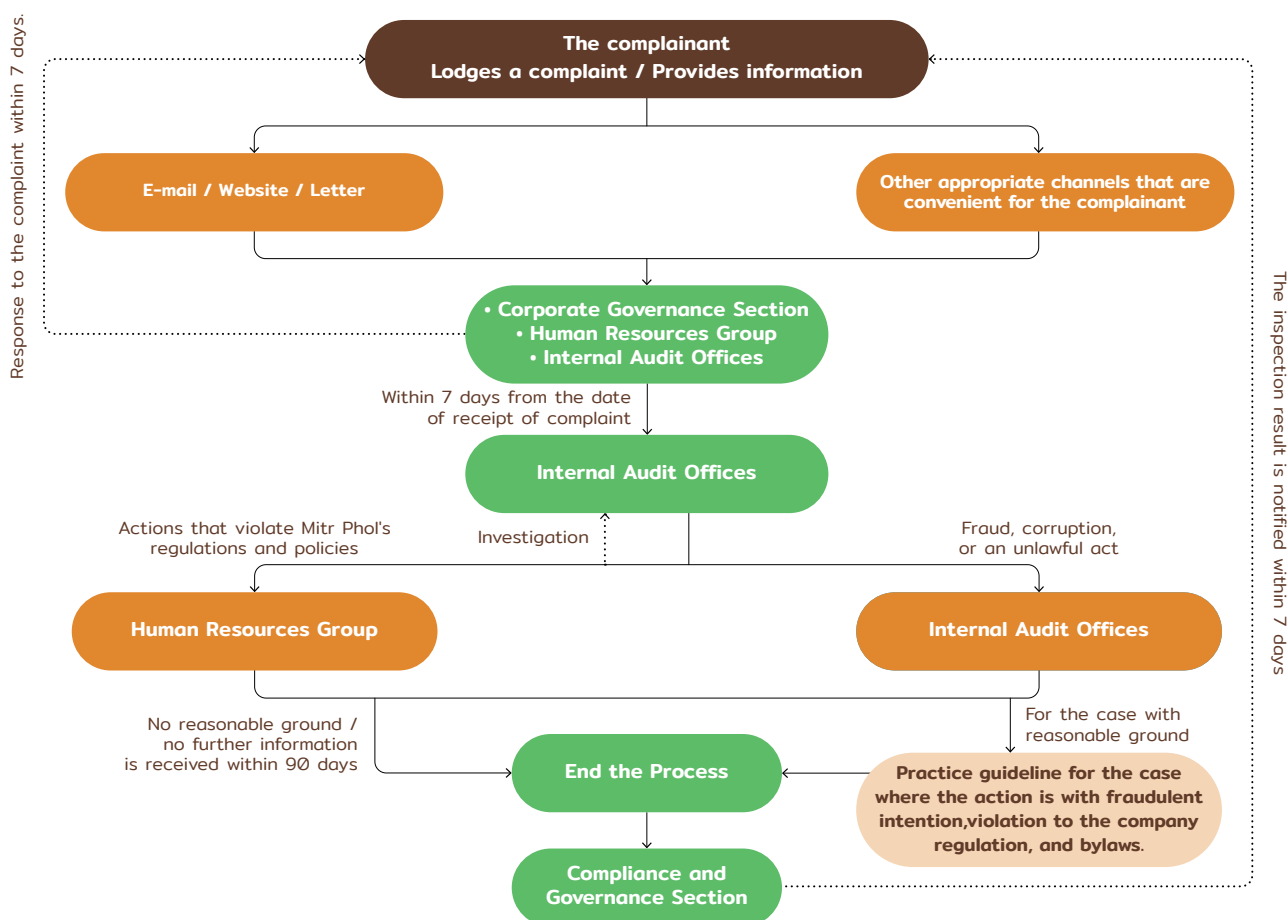 Response to the complaint within 7 days.
The complainant
Lodges a complaint / Provides information
E-mail / Website / Letter
Other appropriate channels that are
convenient for the complainant
• Corporate Governance Section
• Human Resources Group
• Internal Audit Offices
Within 7 days from the date
of receipt of complaint
Internal Audit Offices
Actions that violate Mitr Phol's
regulations and policies
Investigation
Fraud, corruption,
or an unlawful act
Human Resources Group
Internal Audit Offices
No reasonable ground /
no further information
is received within 90 days
For the case with
reasonable ground
End the Process
Practice guideline for the case
where the action is with fraudulent
intention,violation to the company
regulation, and bylaws.
Compliance and
Governance Section
The inspection result is notified within 7 days